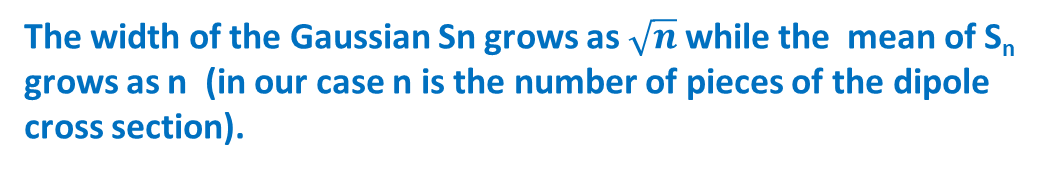 The width of the Gaussian Sn grows as √n while the  mean of Sₙ
grows as n  (in our case n is the number of pieces of the dipole
cross section).